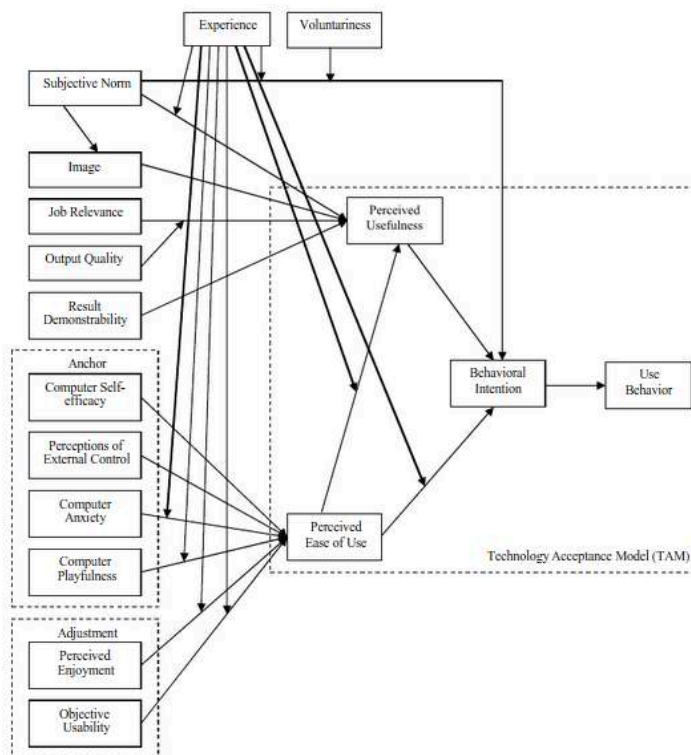 Experience
Voluntariness
Subjective Norm
Image
Job Relevance
Output Quality
Result
Demonstrability
Perceived
Usefulness
Anchor
Computer Self-
efficacy
Perceptions of
External Control
Computer
Anxiety
Computer
Playfulness
Behavioral
Intention
Use
Behavior
Perceived
Ease of Use
Technology Acceptance Model (TAM)
Adjustment
Perceived
Enjoyment
Objective
Usability